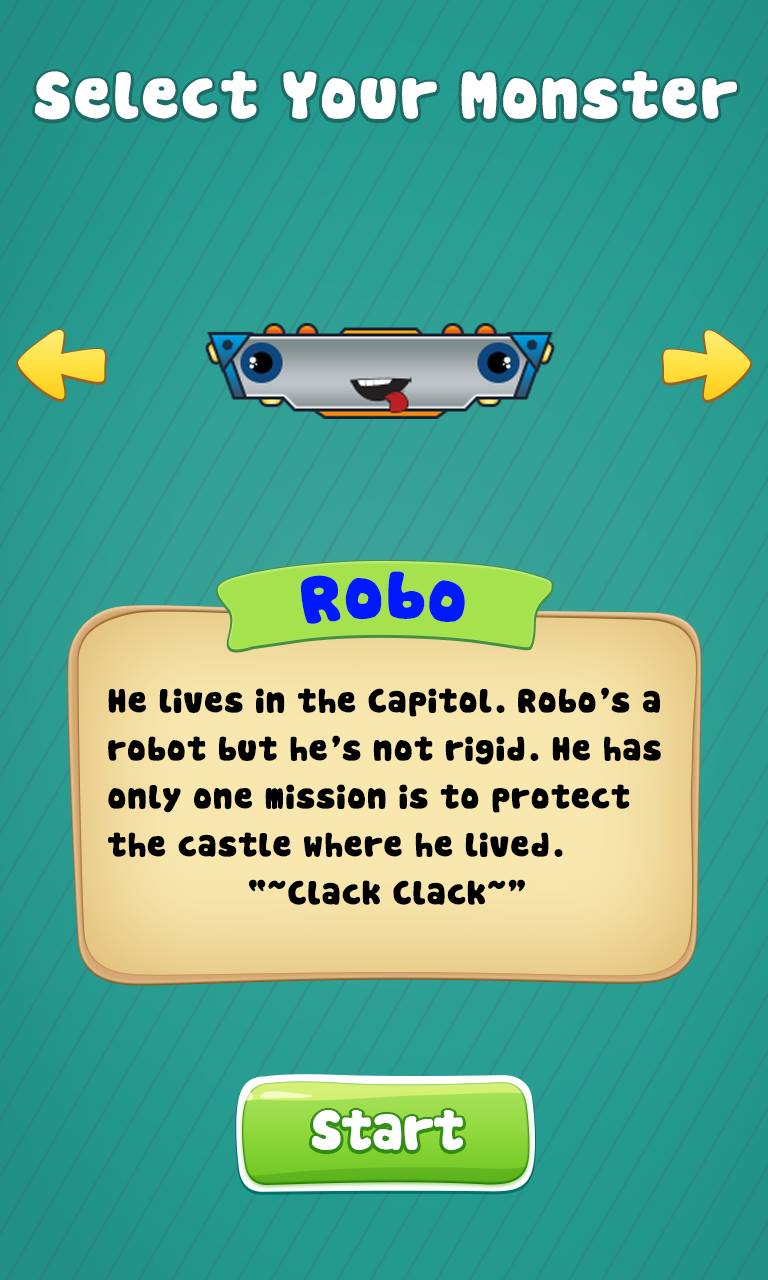 Select Your Monster
Robo
He lives in the Capitol. Robo's a
robot but he's not rigid. He has
only one mission is to protect
the castle where he lived.
"~Clack Clack~"
Start